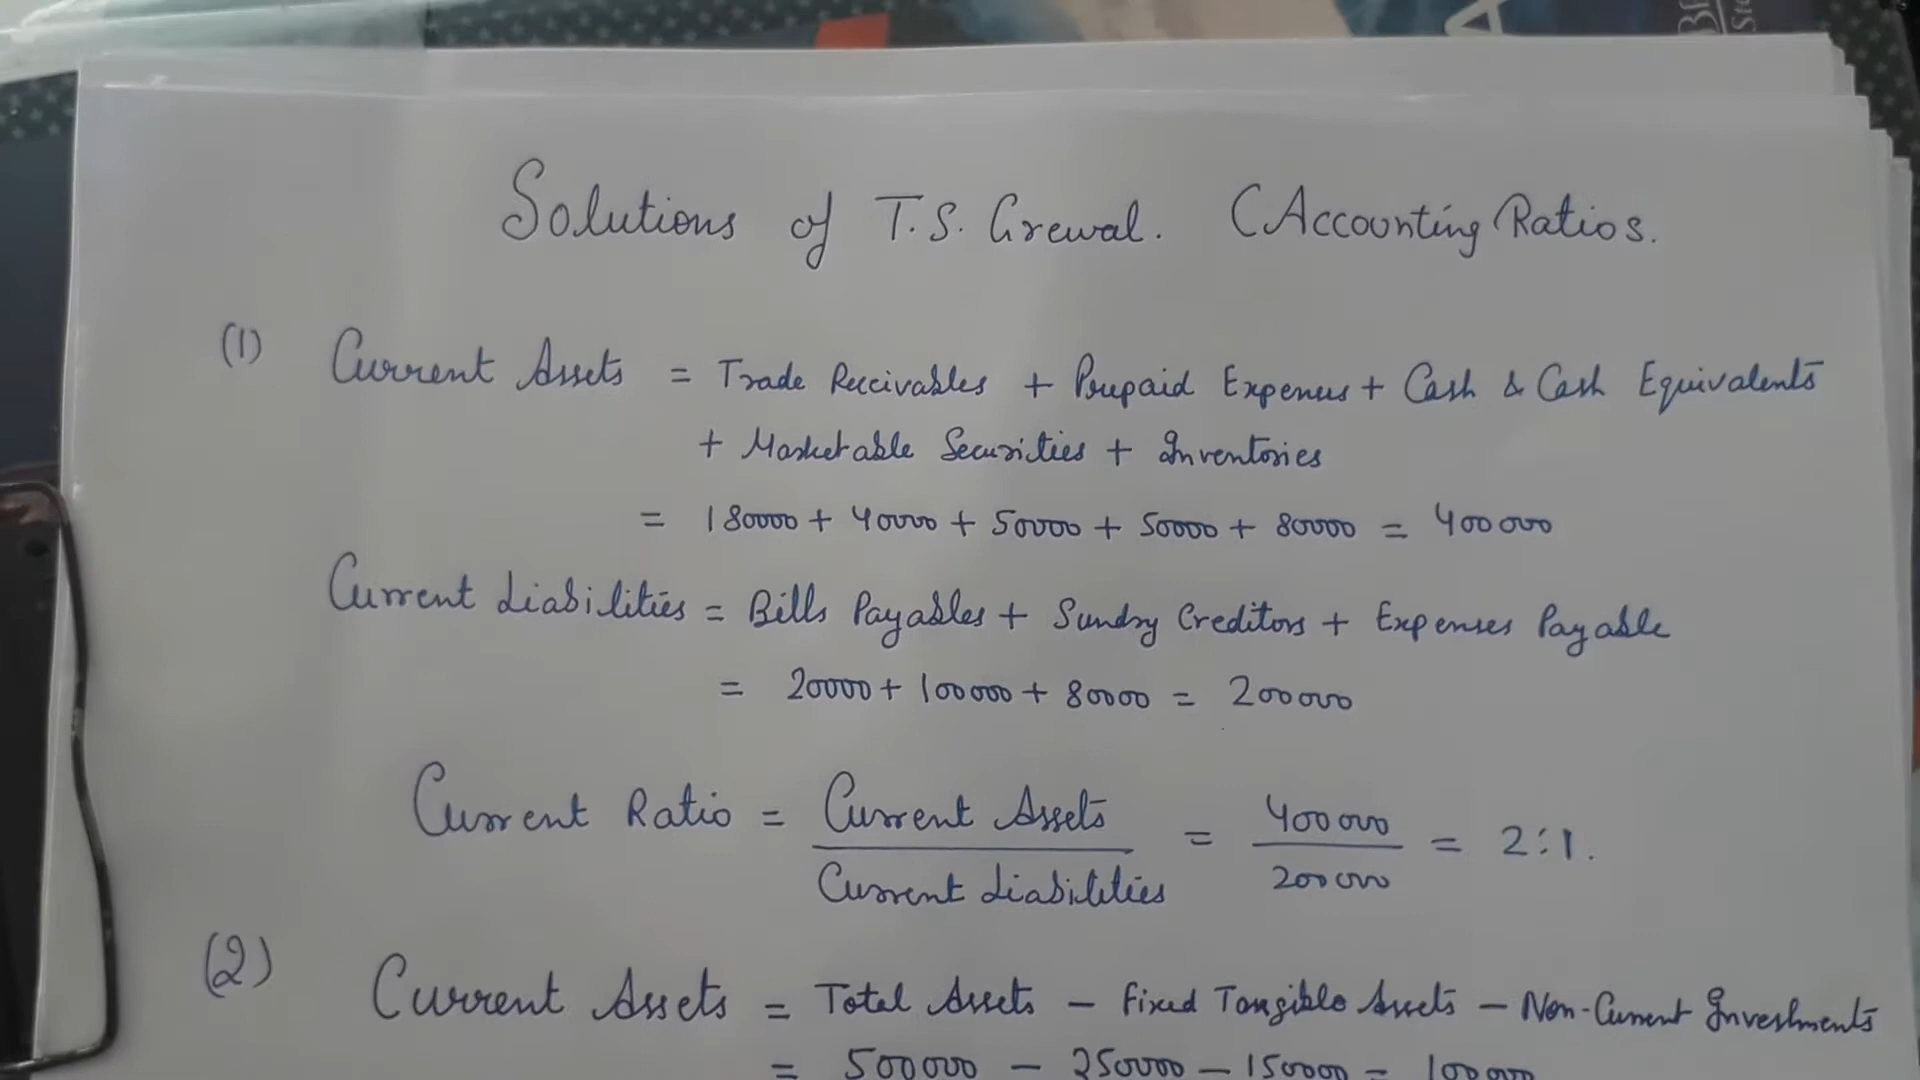 Solutions of T.S. Grewal. (Accounting Ratios.
(1) Current Assets = Trade Receivables + Prepaid Expenses + Cash & Cash Equivalents
+ Marketable Securities + Inventories
= 180000 + 40000 + 50000 + 50000 + 80000 = 400000
Current Liabilities = Bills Payables + Sundry Creditors + Expenses Payable
= 20000 + 100000 + 80000 = 200000
Current Ratio = Current Assets / Current Liabilities = 400000 / 200000 = 2:1.
(2) Current Assets = Total Assets - Fixed Tangible Assets - Non-Current Investments
= 500000 - 250000 - 150000 = 100000